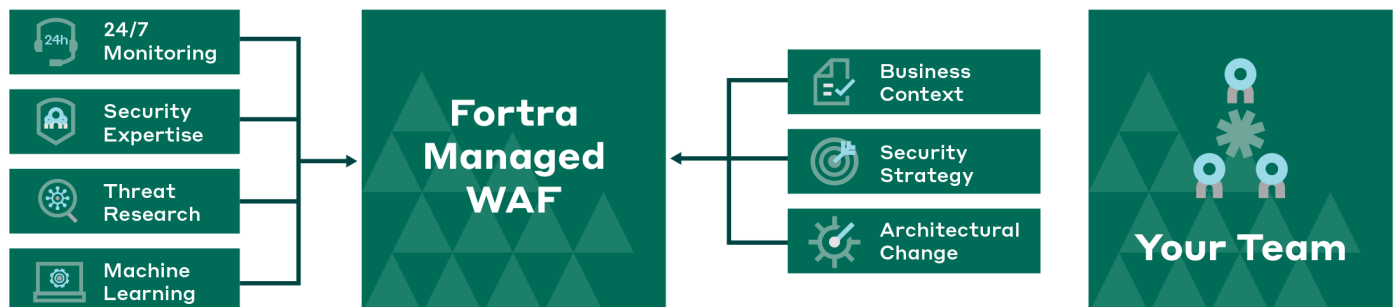 24h
24/7
Monitoring
Security
Expertise
Threat
Research
Machine
Learning
Fortra
Managed
WAF
Business
Context
Security
Strategy
Architectural
Change
Your Team